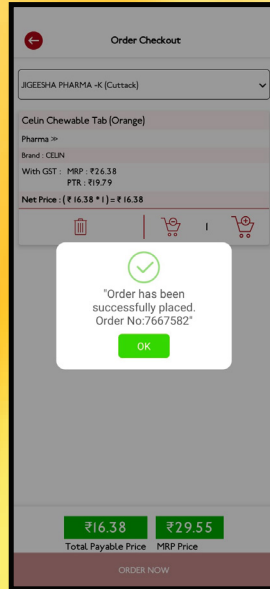 Order Checkout
JIGEESHA PHARMA -K (Cuttack)
Celin Chewable Tab (Orange)
Pharma >>
Brand : CELIN
With GST : MRP : ₹26.38
PTR : ₹19.79
Net Price : ( ₹ 16.38 * 1 ) = ₹ 16.38
1
"Order has been
successfully placed.
Order No:7667582"
OK
₹16.38 ₹29.55
Total Payable Price MRP Price
ORDER NOW